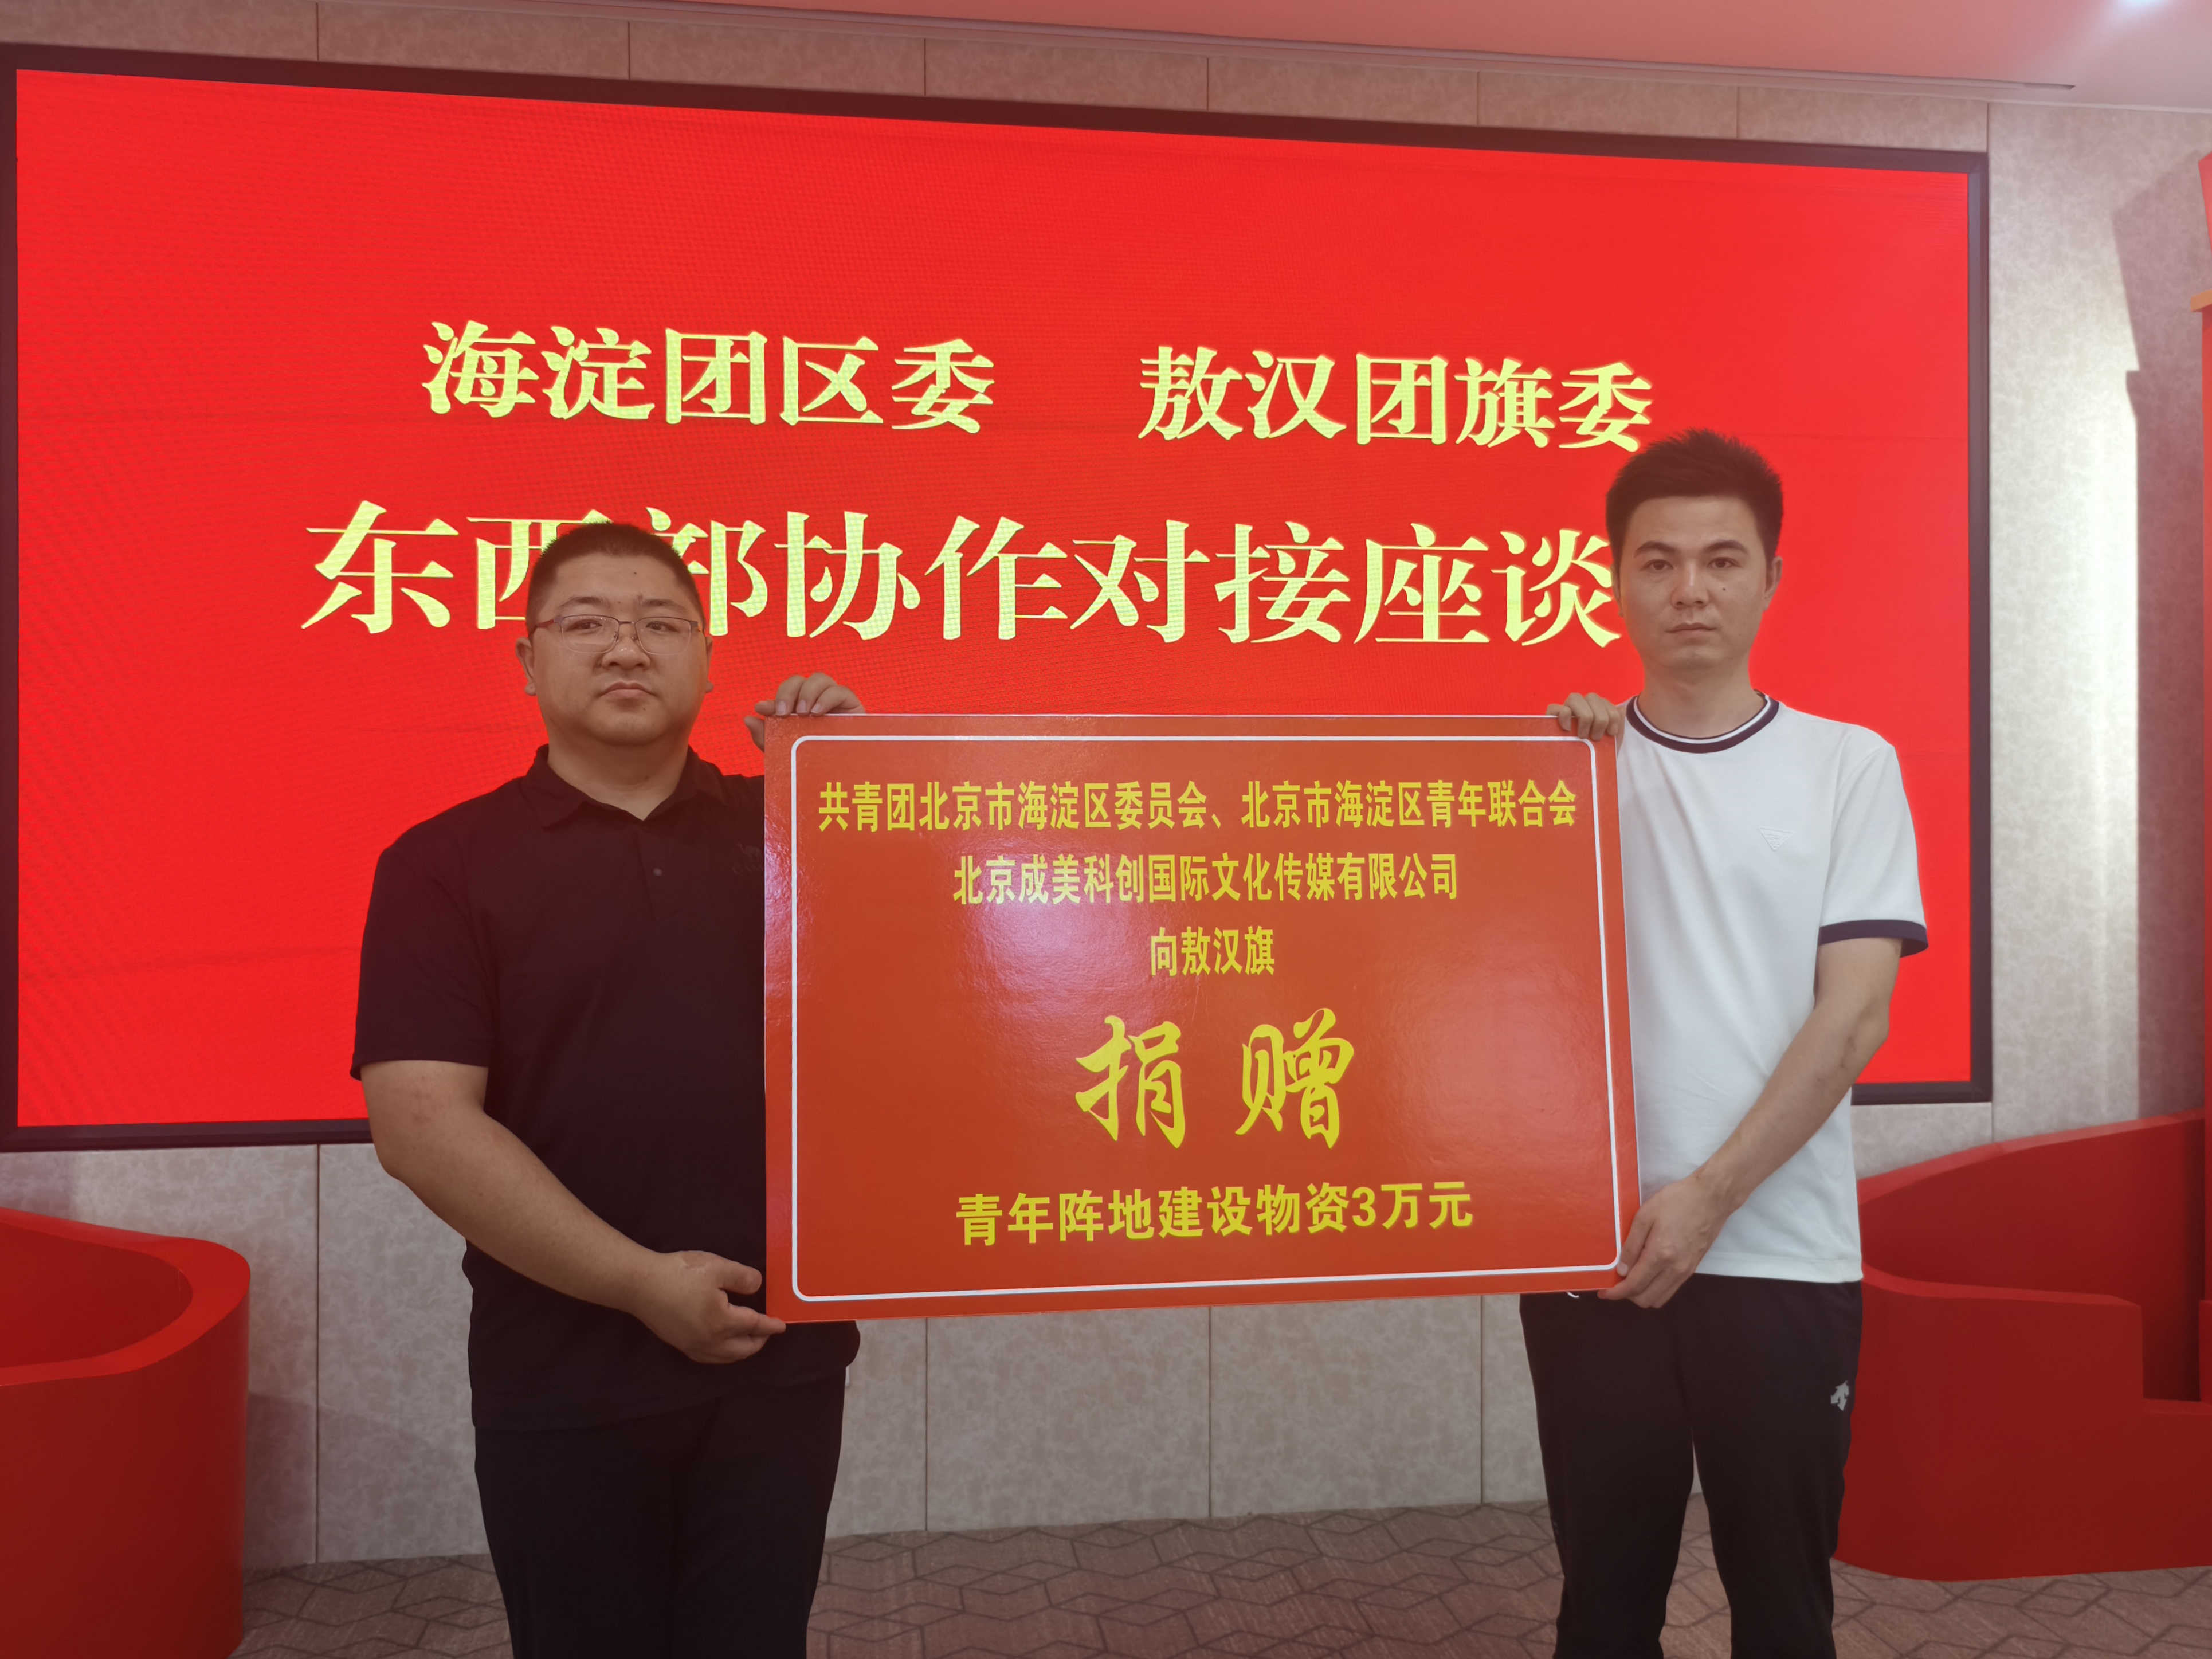 海淀团区委 敖汉团旗委
东西部协作对接座谈
共青团北京市海淀区委员会、北京市海淀区青年联合会
北京成美科创国际文化传媒有限公司
向敖汉旗
捐赠
青年阵地建设物资3万元